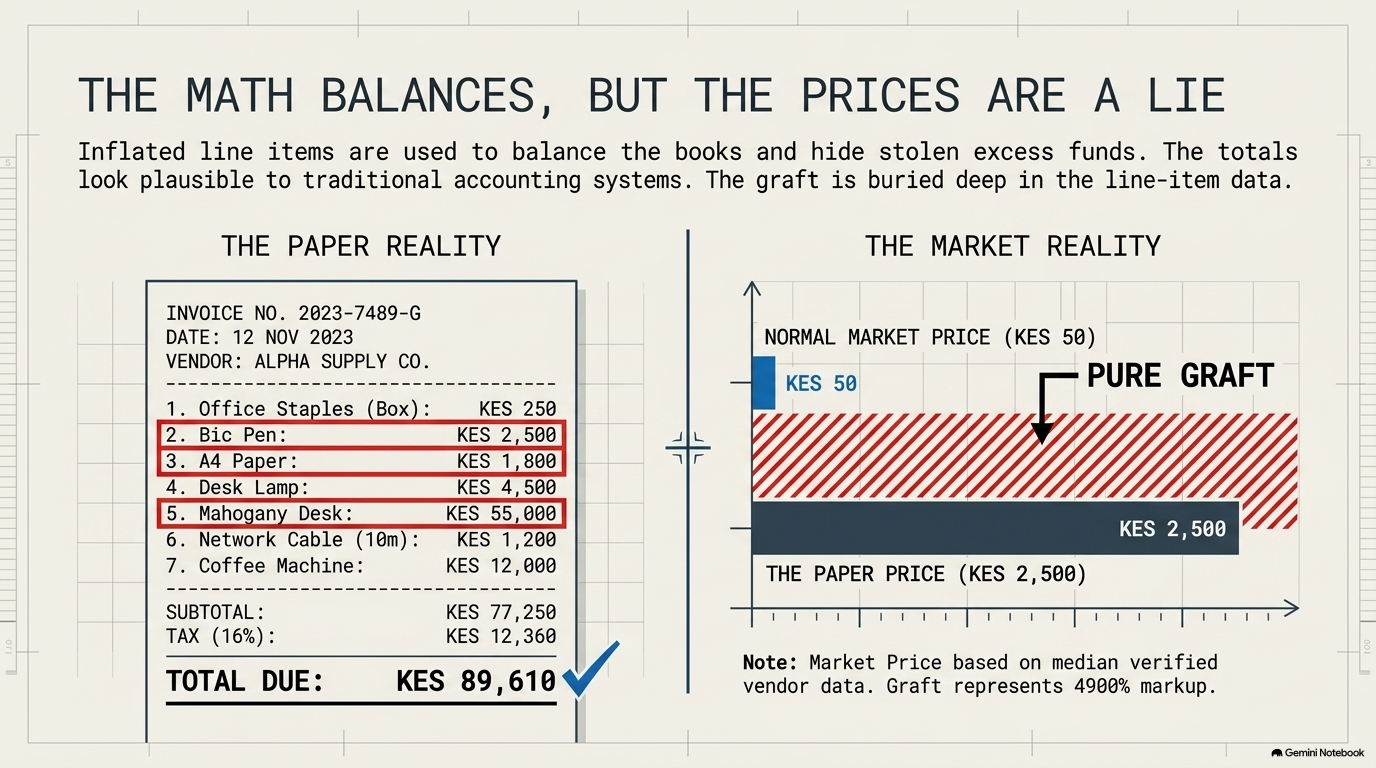 THE MATH BALANCES, BUT THE PRICES ARE A LIE
Inflated line items are used to balance the books and hide stolen excess funds. The totals
look plausible to traditional accounting systems. The graft is buried deep in the line-item data.
THE PAPER REALITY
INVOICE NO. 2023-7489-G
DATE: 12 NOV 2023
VENDOR: ALPHA SUPPLY CO.
1. Office Staples (Box): KES 250
2. Bic Pen: KES 2,500
3. A4 Paper: KES 1,800
4. Desk Lamp: KES 4,500
5. Mahogany Desk: KES 55,000
6. Network Cable (10m): KES 1,200
7. Coffee Machine: KES 12,000
SUBTOTAL: KES 77,250
TAX (16%): KES 12,360
TOTAL DUE: KES 89,610
THE MARKET REALITY
NORMAL MARKET PRICE (KES 50)
KES 50
PURE GRAFT
KES 2,500
THE PAPER PRICE (KES 2,500)
Note: Market Price based on median verified
vendor data. Graft represents 4900% markup.
Gemini Notebook